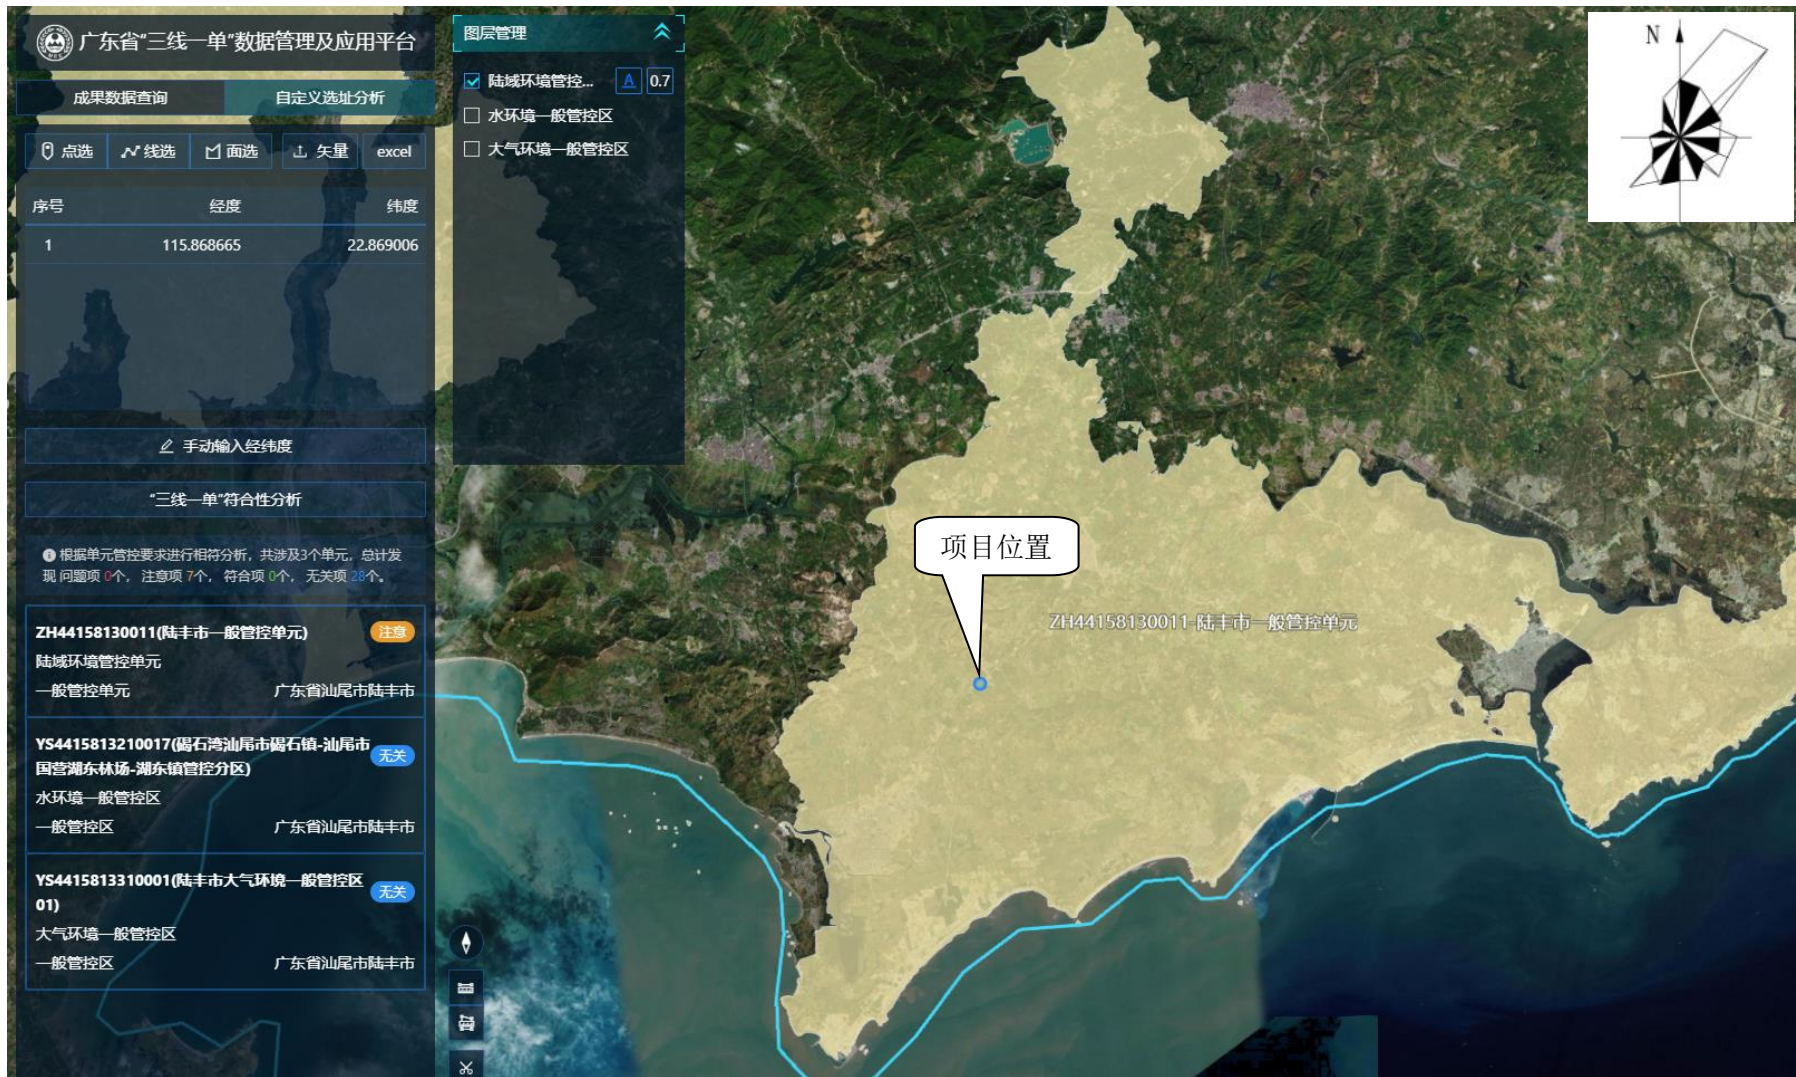 广东省“三线一单”数据管理及应用平台
成果数据查询
自定义选址分析
点选
线选
面选
矢量
excel
序号 经度 纬度
1 115.868665 22.869006
手动输入经纬度
“三线一单”符合性分析
根据单元管控要求进行相符分析，共涉及3个单元，总计发
现 问题项 0个， 注意项 7个， 符合项 0个， 无关项 28个。
ZH44158130011(陆丰市一般管控单元)
注意
陆域环境管控单元
一般管控单元 广东省汕尾市陆丰市
YS4415813210017(碣石湾汕尾市碣石镇-汕尾市
国营湖东林场-湖东镇管控分区)
无关
水环境一般管控区
一般管控区 广东省汕尾市陆丰市
YS4415813310001(陆丰市大气环境一般管控区
01)
无关
大气环境一般管控区
一般管控区 广东省汕尾市陆丰市
图层管理
陆域环境管控... A 0.7
水环境一般管控区
大气环境一般管控区
N
项目位置
ZH44158130011-陆丰市一般管控单元